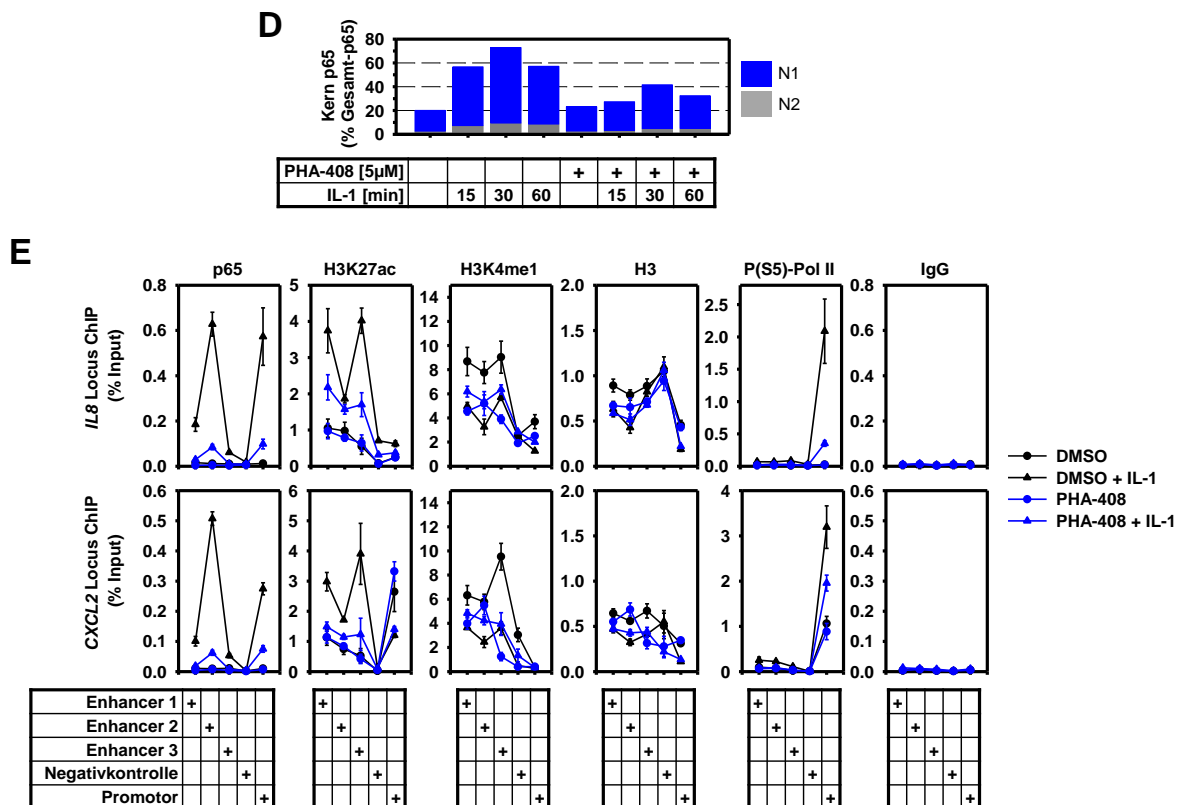 D
Kern p65
(% Gesamt-p65)
80
60
40
20
0
N1
N2
PHA-408 [5µM] + + + +
IL-1 [min] 15 30 60 15 30 60
E
p65 H3K27ac H3K4me1 H3 P(S5)-Pol II IgG
IL8 Locus ChIP
(% Input)
0.8 0.6 0.4 0.2 0.0
5 4 3 2 1 0
14 12 10 8 6 4 2 0
2.0 1.5 1.0 0.5 0.0
2.5 2.0 1.5 1.0 0.5 0.0
0.8 0.6 0.4 0.2 0.0
DMSO
DMSO + IL-1
PHA-408
PHA-408 + IL-1
CXCL2 Locus ChIP
(% Input)
0.6 0.5 0.4 0.3 0.2 0.1 0.0
6 5 4 3 2 1 0
14 12 10 8 6 4 2 0
2.0 1.5 1.0 0.5 0.0
4 3 2 1 0
0.6 0.5 0.4 0.3 0.2 0.1 0.0
Enhancer 1 + + + + + +
Enhancer 2 + + + + + +
Enhancer 3 + + + + + +
Negativkontrolle + + + + + +
Promotor + + + + + +